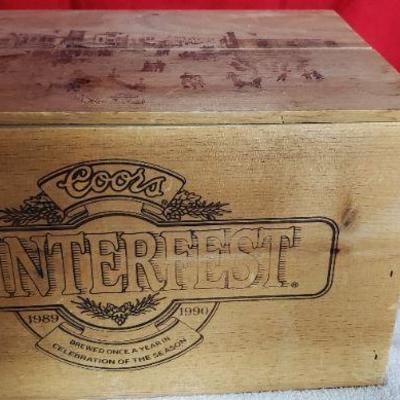 Coors
®
INTERFEST®
1989 1990
BREWED ONCE A YEAR IN
CELEBRATION OF THE SEASON